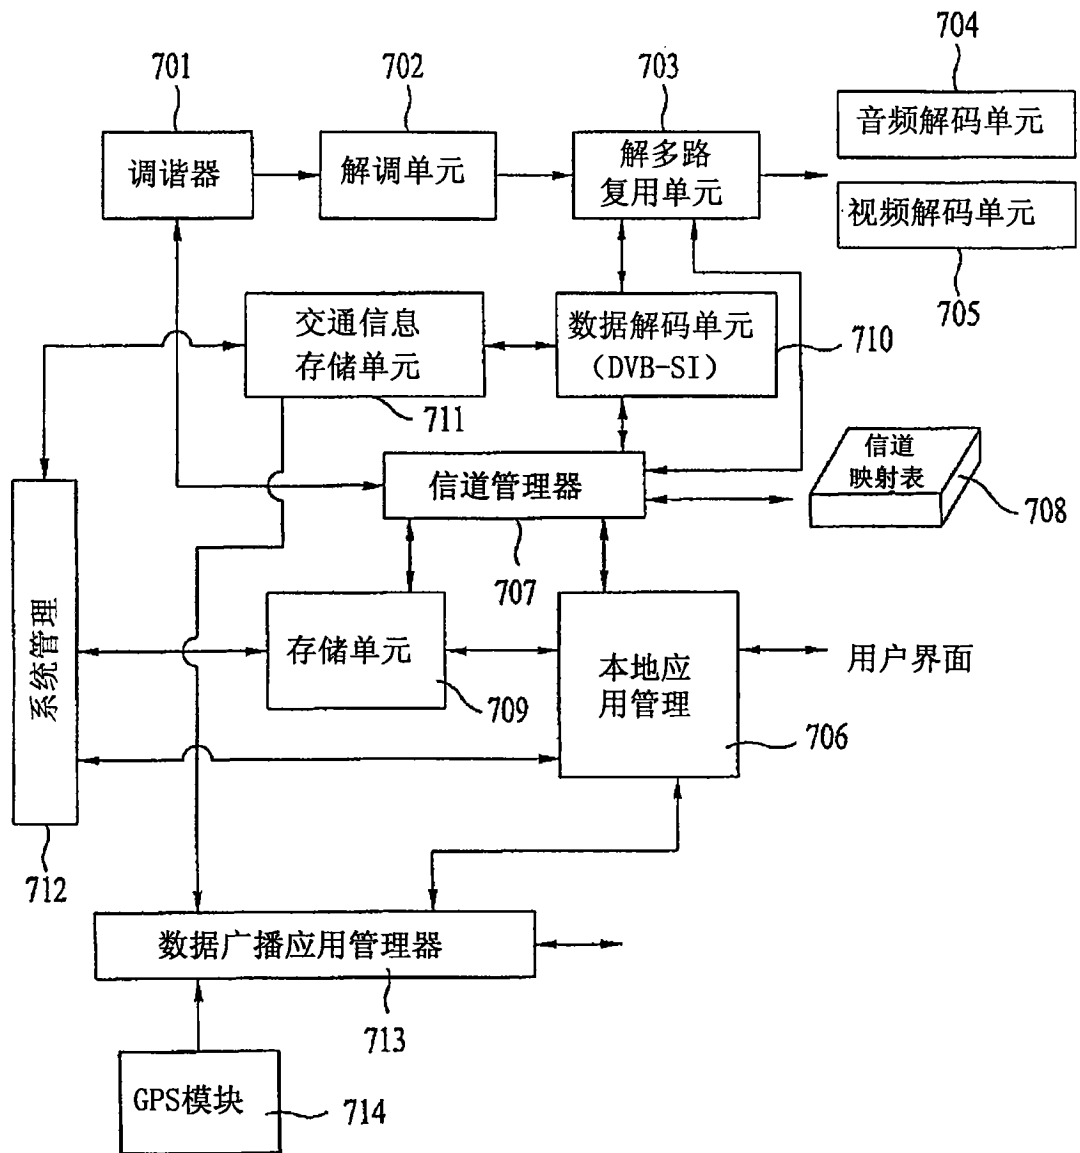 701
702
703
704
调谐器
解调单元
解多路
复用单元
音频解码单元
视频解码单元
705
交通信息
存储单元
711
数据解码单元
（DVB-SI）
710
信道管理器
707
信道
映射表
708
系统管理
712
存储单元
709
本地应
用管理
706
用户界面
数据广播应用管理器
713
GPS模块
714